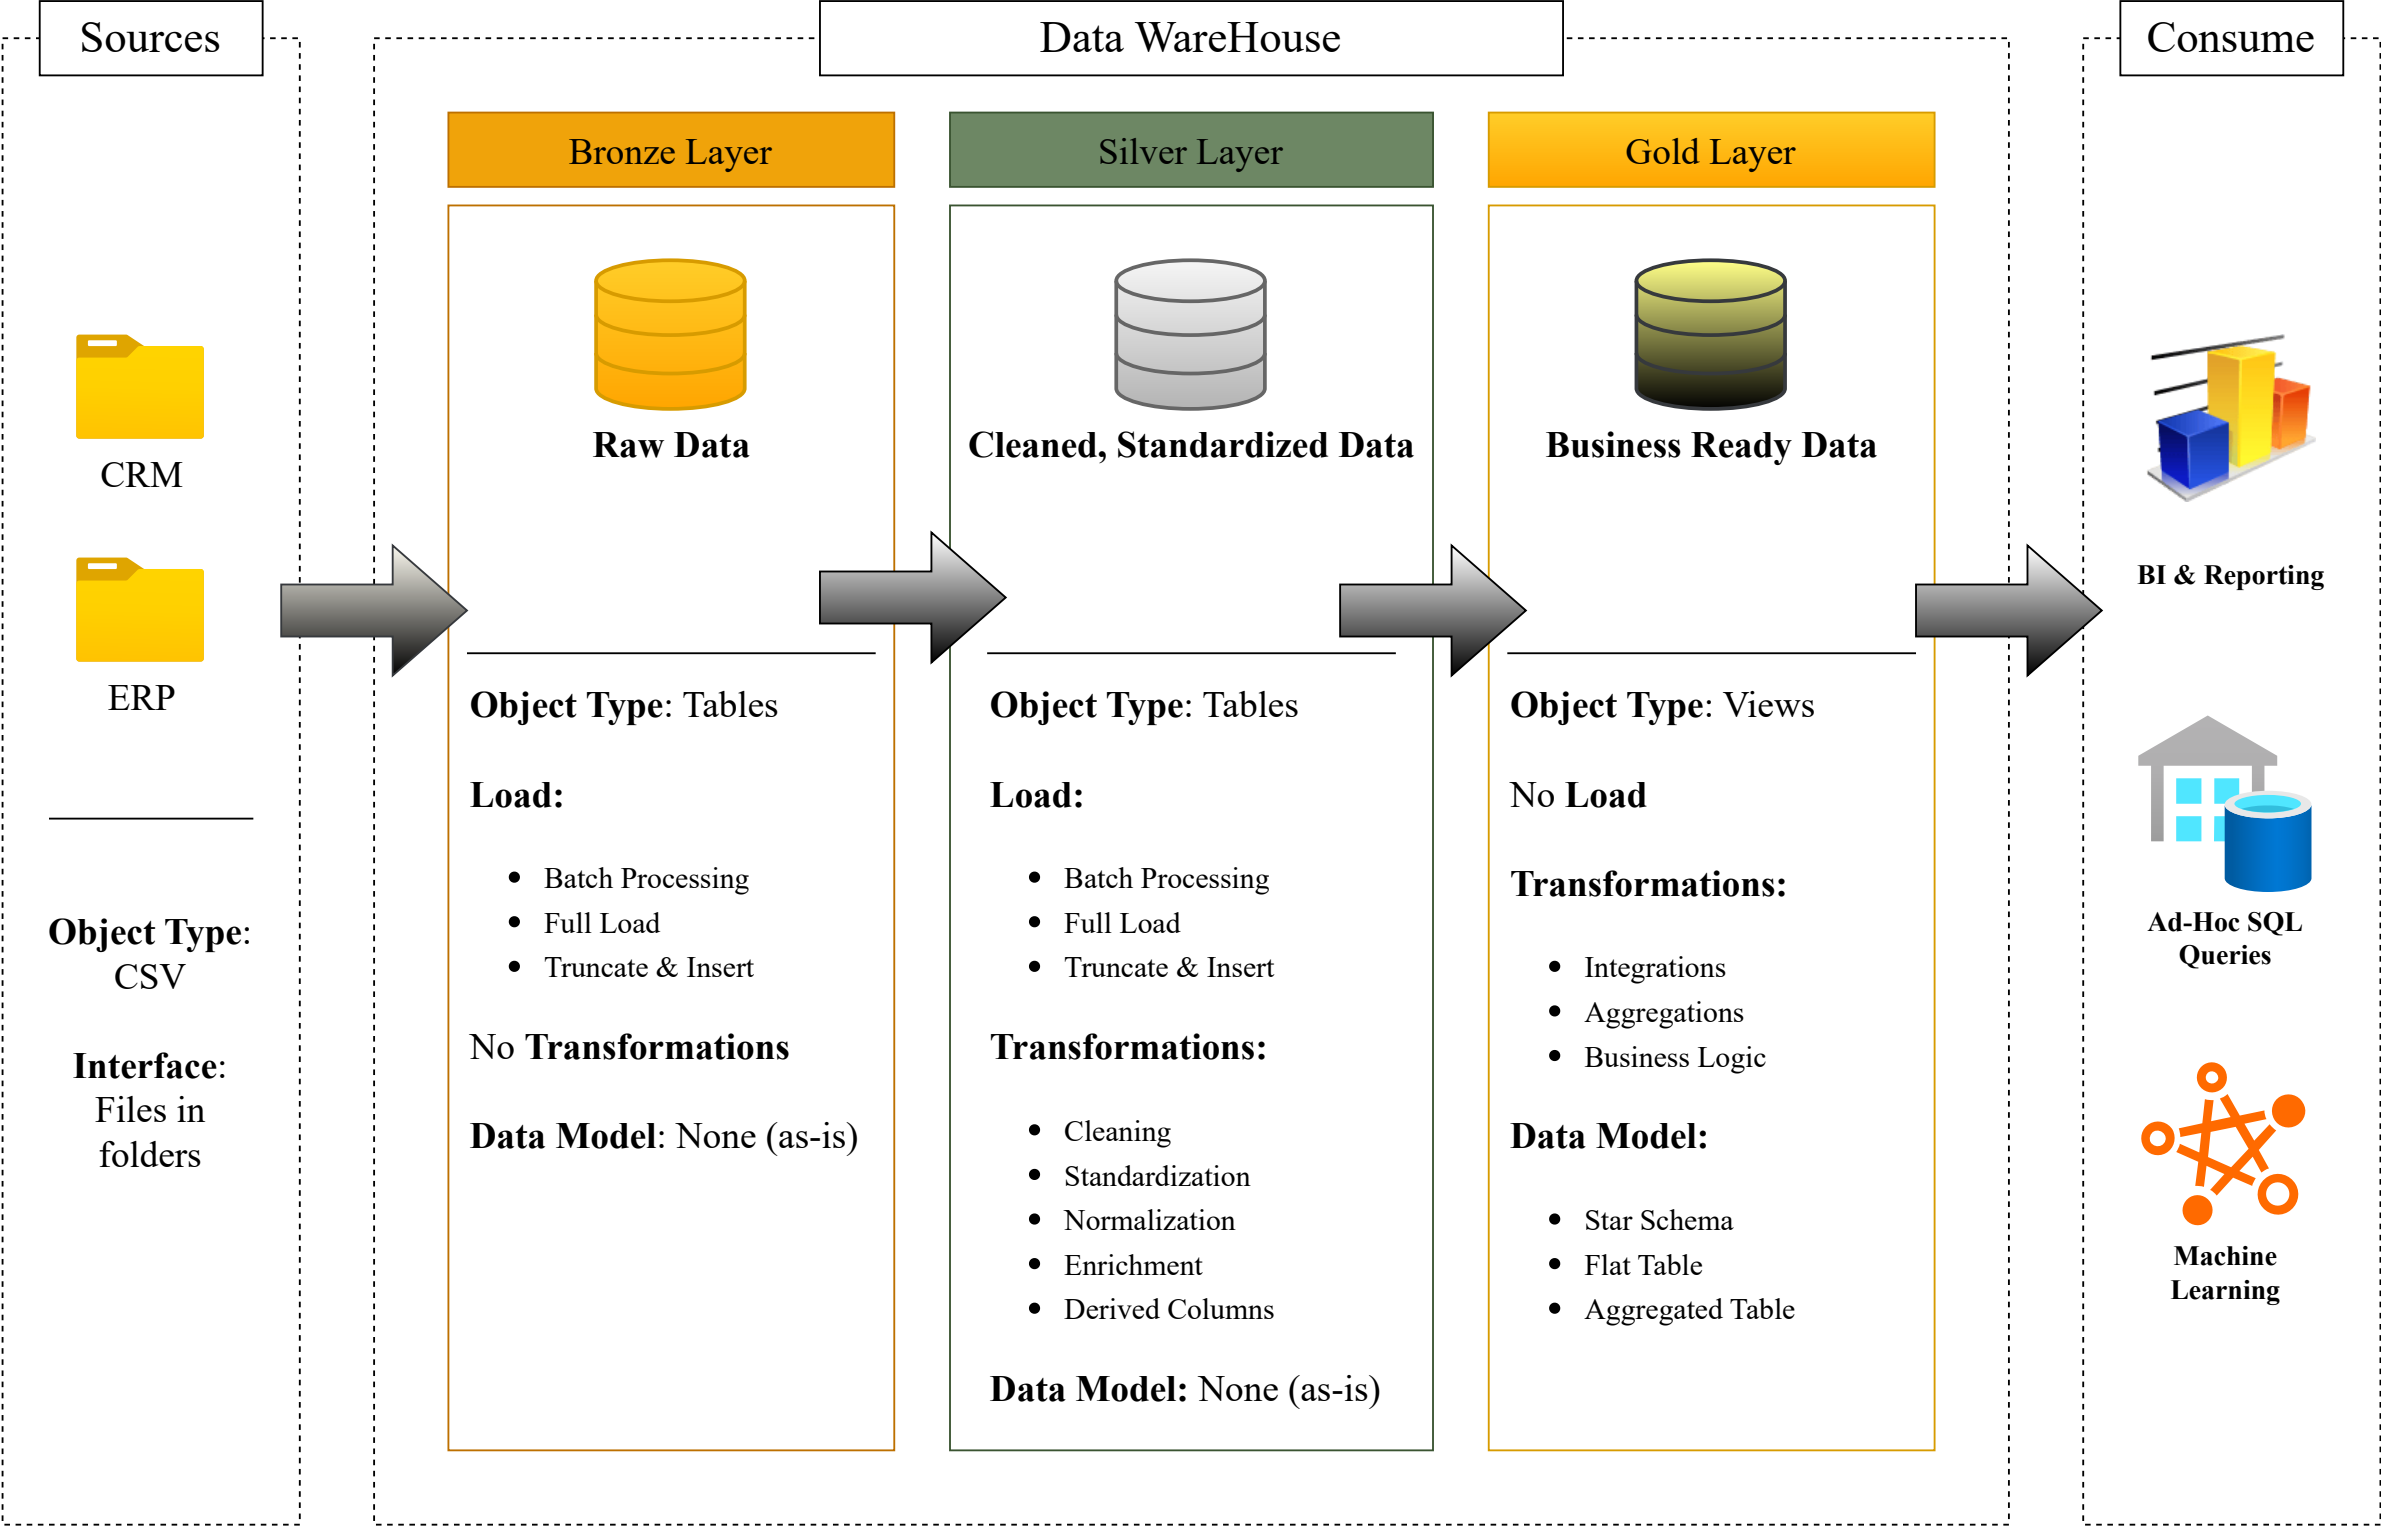 Sources
CRM
ERP
Object Type:
CSV
Interface:
Files in
folders
Data WareHouse
Bronze Layer
Raw Data
Object Type: Tables
Load:
Batch Processing
Full Load
Truncate & Insert
No Transformations
Data Model: None (as-is)
Silver Layer
Cleaned, Standardized Data
Object Type: Tables
Load:
Batch Processing
Full Load
Truncate & Insert
Transformations:
Cleaning
Standardization
Normalization
Enrichment
Derived Columns
Data Model: None (as-is)
Gold Layer
Business Ready Data
Object Type: Views
No Load
Transformations:
Integrations
Aggregations
Business Logic
Data Model:
Star Schema
Flat Table
Aggregated Table
Consume
BI & Reporting
Ad-Hoc SQL
Queries
Machine
Learning